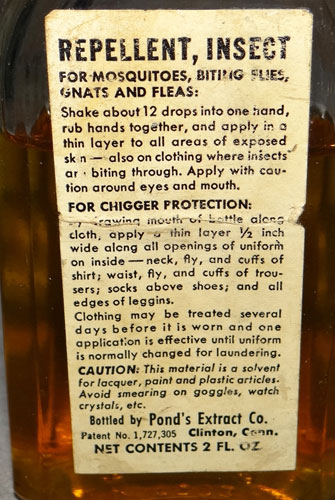 REPELLENT, INSECT
FOR MOSQUITOES, BITING FLIES,
GNATS AND FLEAS:
Shake about 12 drops into one hand,
rub hands together, and apply in a
thin layer to all areas of exposed
sk n — also on clothing where insects
ar biting through. Apply with cau-
tion around eyes and mouth.
FOR CHIGGER PROTECTION:
By drawing mouth of bottle along
cloth, apply a thin layer ½ inch
wide along all openings of uniform
on inside — neck, fly, and cuffs of
shirt; waist, fly, and cuffs of trou-
sers; socks above shoes; and all
edges of leggins.
Clothing may be treated several
days before it is worn and one
application is effective until uniform
is normally changed for laundering.
CAUTION: This material is a solvent
for lacquer, paint and plastic articles.
Avoid smearing on goggles, watch
crystals, etc.
Bottled by Pond's Extract Co.
Patent No. 1,727,305 Clinton, Conn.
NET CONTENTS 2 FL. OZ